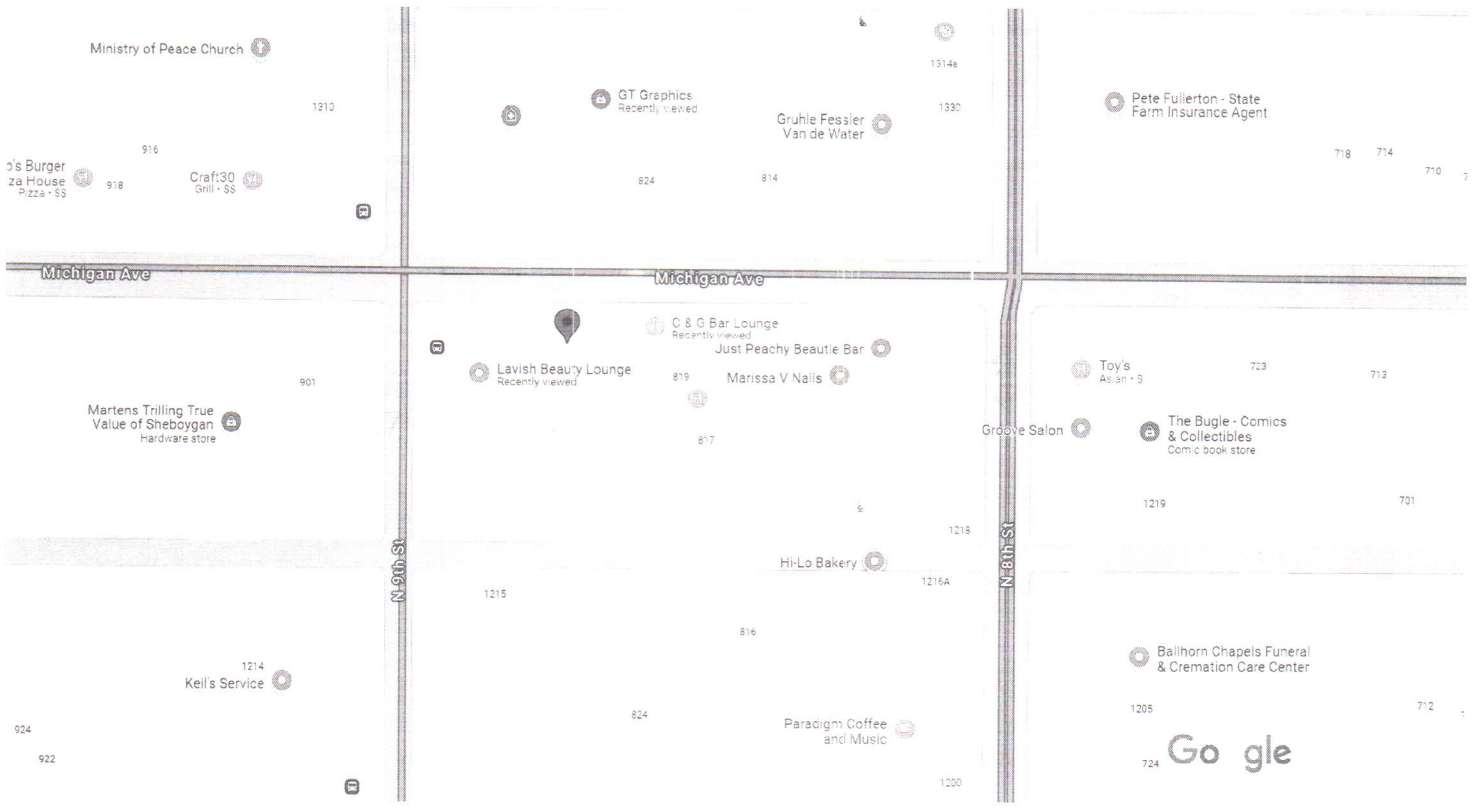 Ministry of Peace Church
1310
916
918
Craft30
Grill • $$
's Burger
za House
Pizza • $$
GT Graphics
Recently viewed
Gruhle Fessler
Van de Water
824
814
1314a
1330
Pete Fullerton - State
Farm Insurance Agent
718
714
710
Michigan Ave
Michigan Ave
C & G Bar Lounge
Recently viewed
Just Peachy Beautie Bar
Lavish Beauty Lounge
Recently viewed
819
Marissa V Nails
817
901
Martens Trilling True
Value of Sheboygan
Hardware store
Toy's
Asian • $
723
713
Groove Salon
The Bugle - Comics
& Collectibles
Comic book store
1219
701
1218
N 9th St
N 8th St
Hi-Lo Bakery
1216A
1215
816
1214
Keil's Service
Ballhorn Chapels Funeral
& Cremation Care Center
824
Paradigm Coffee
and Music
1205
712
924
922
1200
724
Go gle